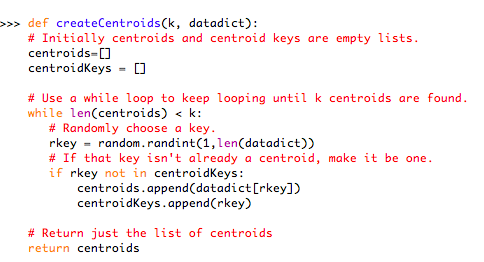 >>> def createCentroids(k, datadict):
    # Initially centroids and centroid keys are empty lists.
    centroids=[]
    centroidKeys = []

    # Use a while loop to keep looping until k centroids are found.
    while len(centroids) < k:
       # Randomly choose a key.
       rkey = random.randint(1,len(datadict))
       # If that key isn't already a centroid, make it be one.
       if rkey not in centroidKeys:
           centroids.append(datadict[rkey])
           centroidKeys.append(rkey)

    # Return just the list of centroids
    return centroids